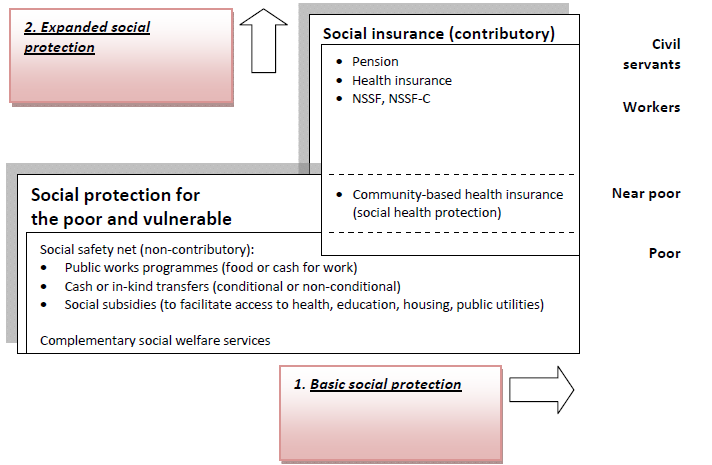 2. Expanded social
protection
Social insurance (contributory)
• Pension
• Health insurance
• NSSF, NSSF-C
• Community-based health insurance
(social health protection)
Civil
servants
Workers
Near poor
Poor
Social protection for
the poor and vulnerable
Social safety net (non-contributory):
• Public works programmes (food or cash for work)
• Cash or in-kind transfers (conditional or non-conditional)
• Social subsidies (to facilitate access to health, education, housing, public utilities)
Complementary social welfare services
1. Basic social protection